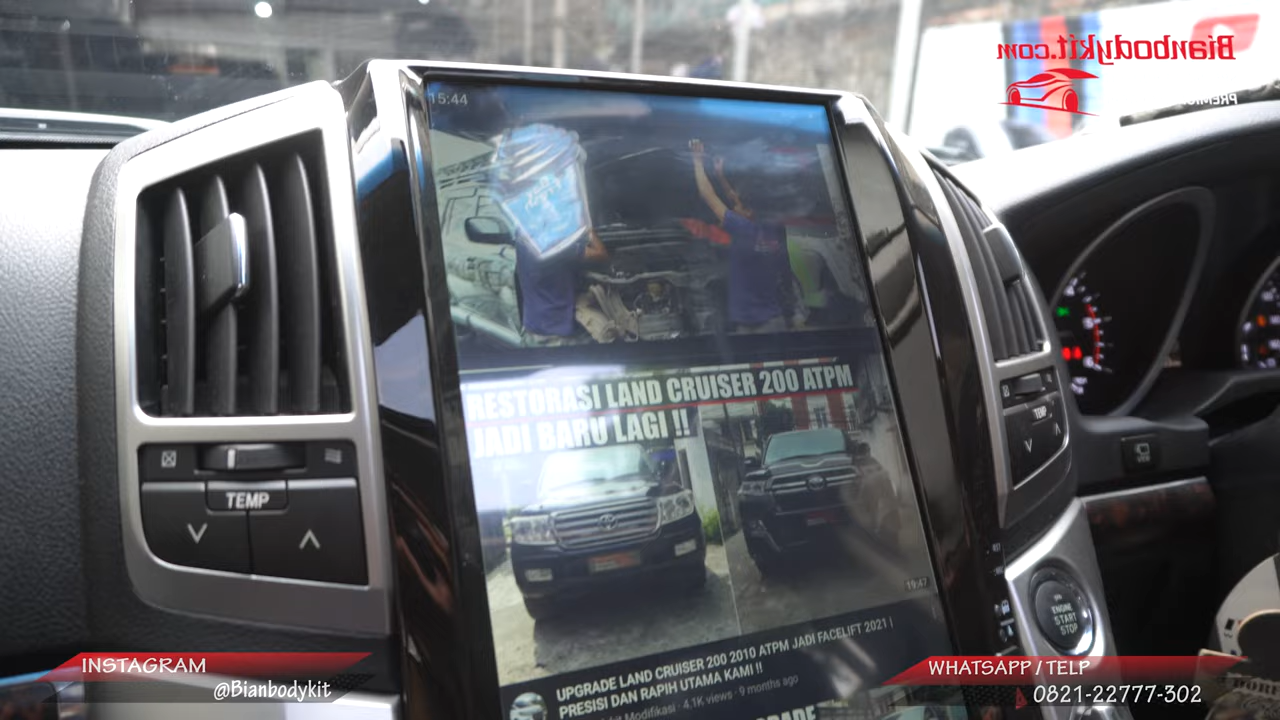 Bianbodykit.com
15:44
RESTORASI LAND CRUISER 200 ATPM
JADI BARU LAGI !!
19:47
UPGRADE LAND CRUISER 200 2010 ATPM JADI FACELIFT 2021 |
PRESISI DAN RAPIH UTAMA KAMI !!
Modifikasi · 4.1K views · 9 months ago
TEMP
TEMP
ENGINE
START
STOP
INSTAGRAM
@Bianbodykit
WHATSAPP / TELP
0821-22777-302